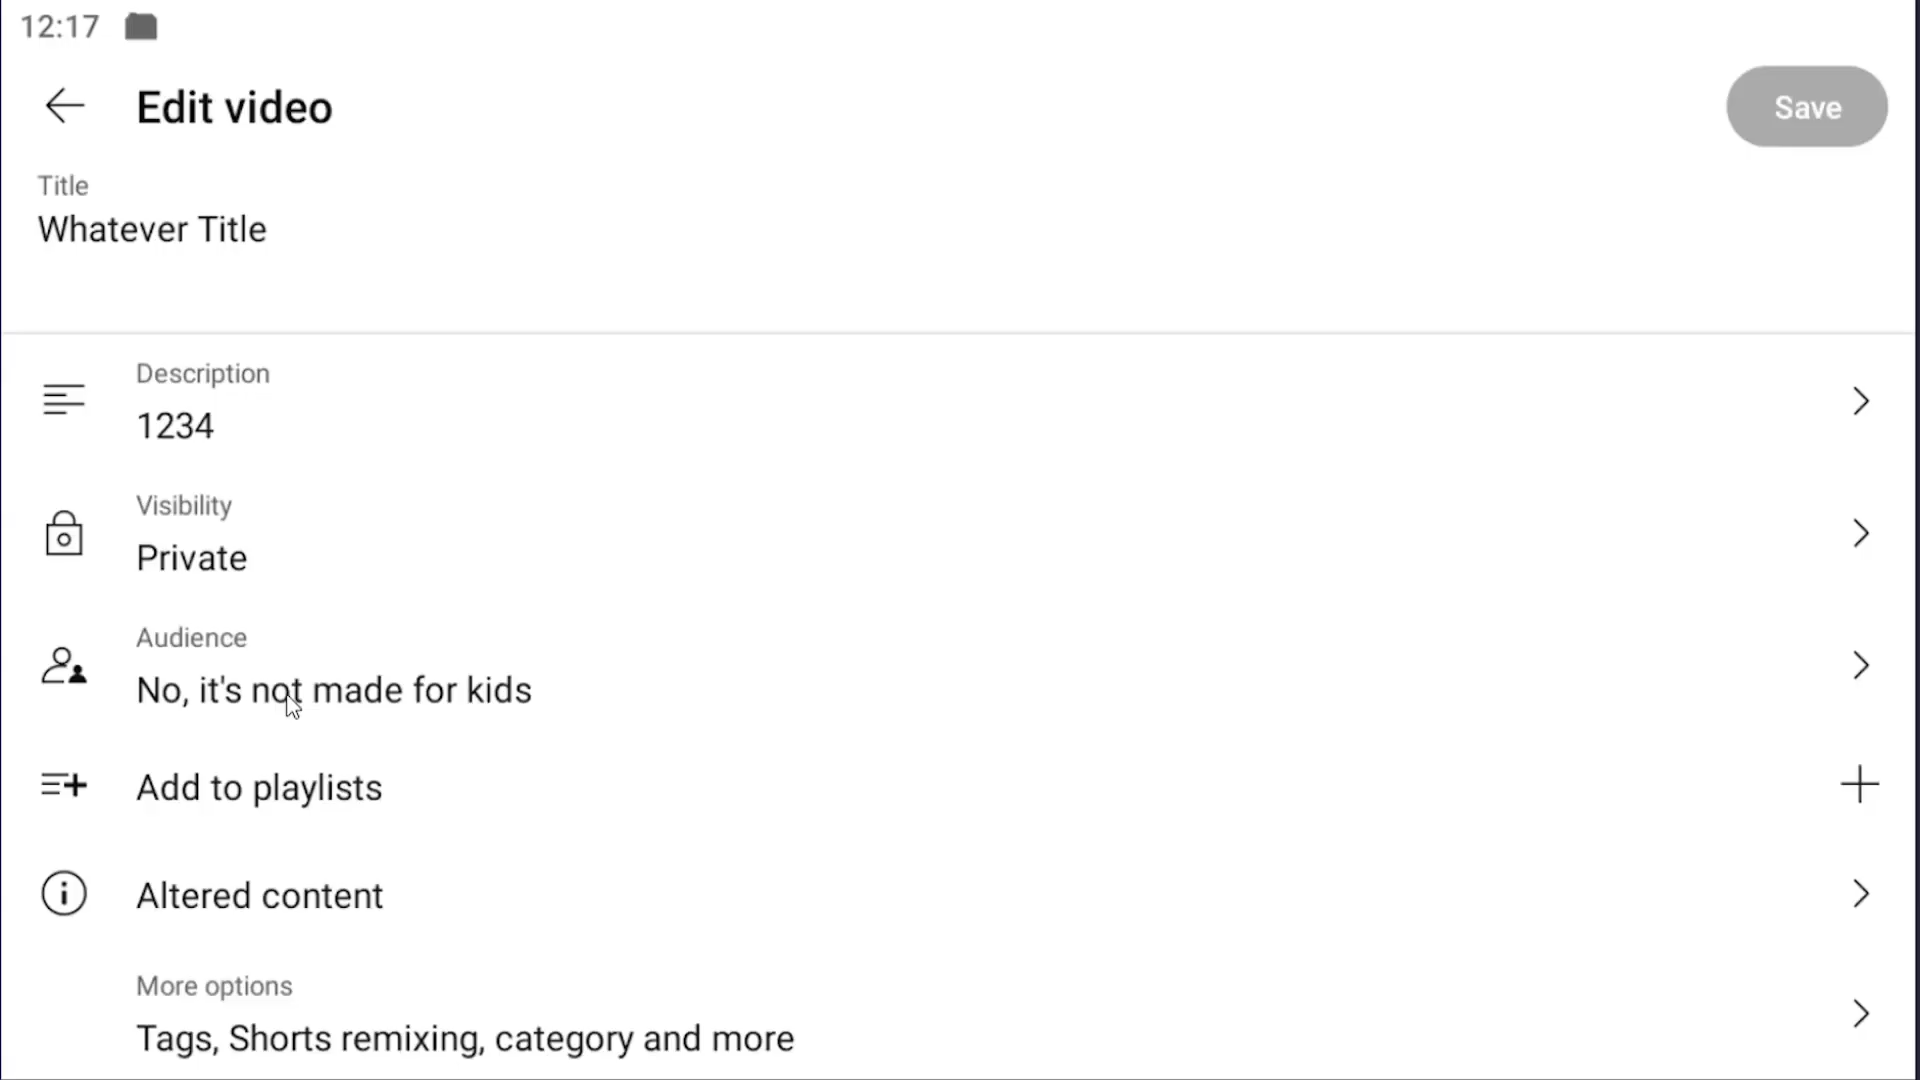 12:17
Edit video
Save
Title
Whatever Title
Description
1234
Visibility
Private
Audience
No, it's not made for kids
Add to playlists
Altered content
More options
Tags, Shorts remixing, category and more